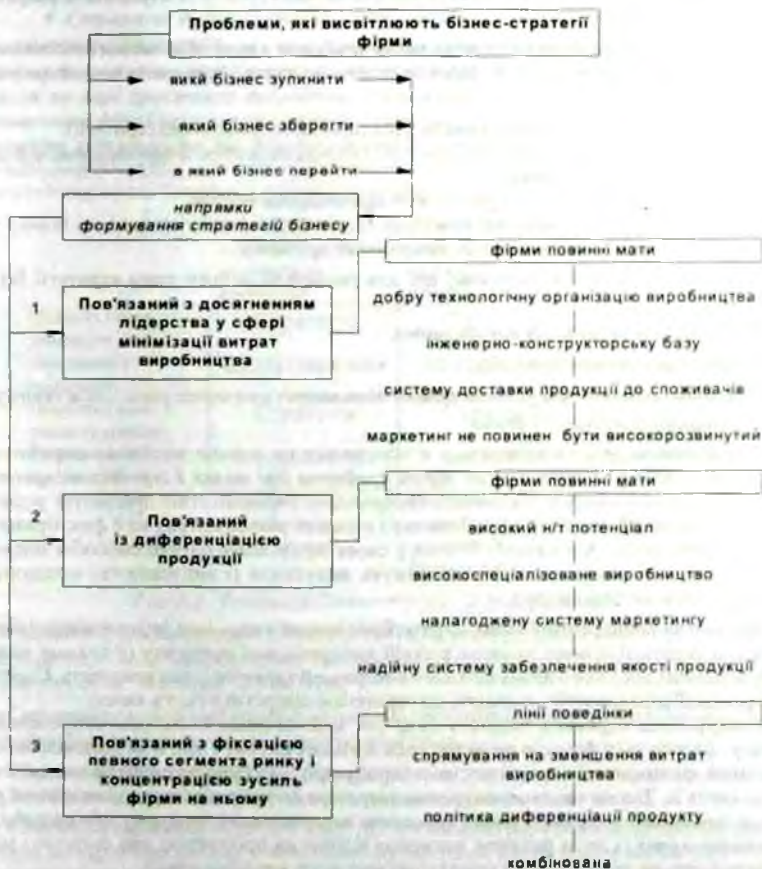 Проблеми, які висвітлюють бізнес-стратегії
фірми
викй бізнес зупинити
який бізнес зберегти
в який бізнес перейти
напрямки
формування стратегій бізнесу
1
Пов'язаний з досягненням
лідерства у сфері
мінімізації витрат
виробництва
фірми повинні мати
добру технологічну організацію виробництва
інженерно-конструкторську базу
систему доставки продукції до споживачів
маркетинг не повинен бути високорозвинутий
2
Пов'язаний
із диференціацією
продукції
фірми повинні мати
високий н/т потенціал
високоспеціалізоване виробництво
налагоджену систему маркетингу
надійну систему забезпечення якості продукції
3
Пов'язаний з фіксацією
певного сегмента ринку і
концентрацією зусиль
фірми на ньому
лінії поведінки
спрямування на зменшення витрат
виробництва
політика диференціації продукту
комбінована